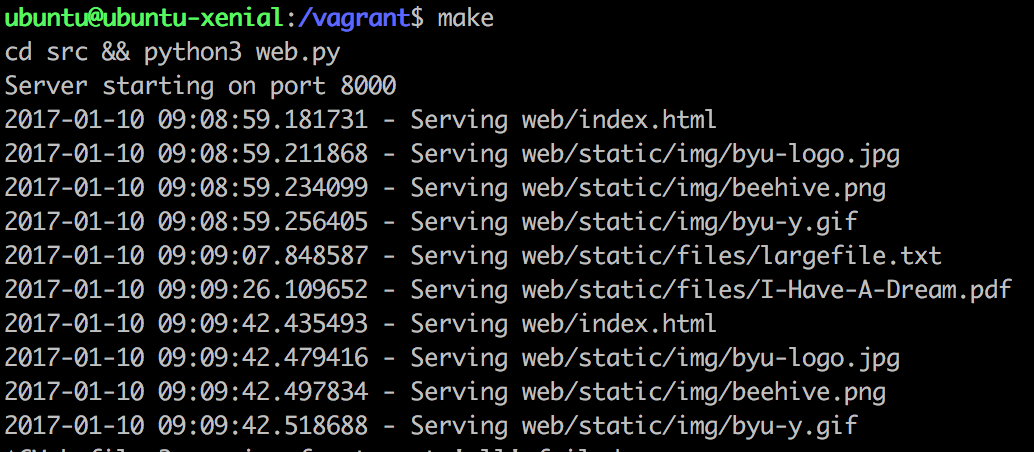 ubuntu@ubuntu-xenial:/vagrant$ make
cd src && python3 web.py
Server starting on port 8000
2017-01-10 09:08:59.181731 - Serving web/index.html
2017-01-10 09:08:59.211868 - Serving web/static/img/byu-logo.jpg
2017-01-10 09:08:59.234099 - Serving web/static/img/beehive.png
2017-01-10 09:08:59.256405 - Serving web/static/img/byu-y.gif
2017-01-10 09:09:07.848587 - Serving web/static/files/largefile.txt
2017-01-10 09:09:26.109652 - Serving web/static/files/I-Have-A-Dream.pdf
2017-01-10 09:09:42.435493 - Serving web/index.html
2017-01-10 09:09:42.479416 - Serving web/static/img/byu-logo.jpg
2017-01-10 09:09:42.497834 - Serving web/static/img/beehive.png
2017-01-10 09:09:42.518688 - Serving web/static/img/byu-y.gif